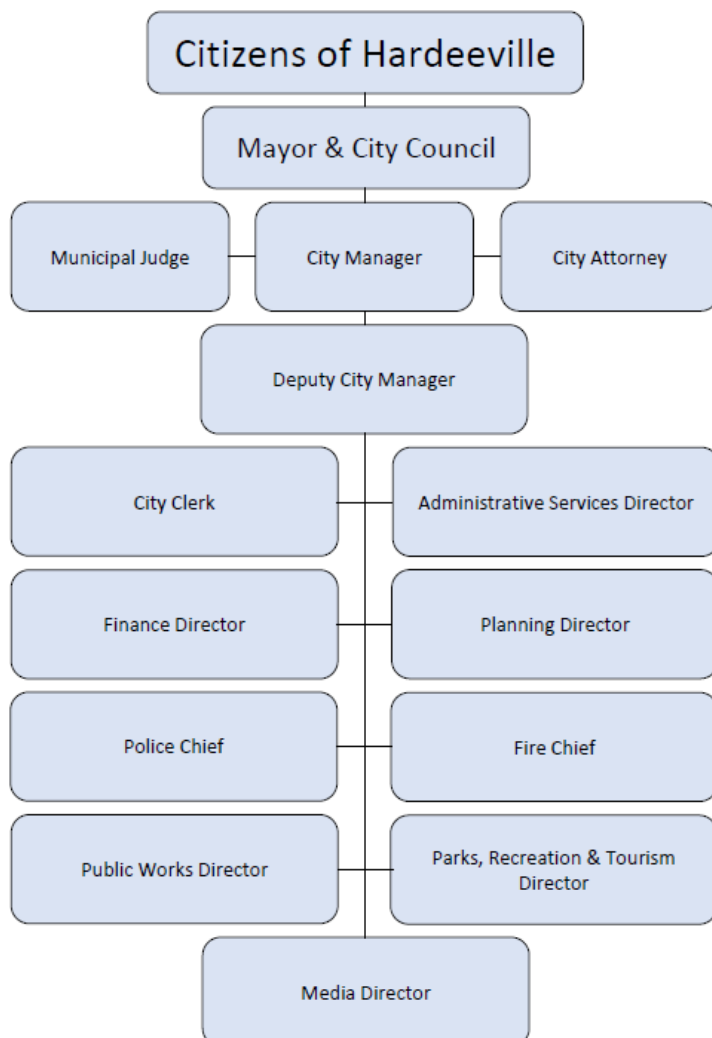 Citizens of Hardeeville
Mayor & City Council
Municipal Judge
City Manager
City Attorney
Deputy City Manager
City Clerk
Administrative Services Director
Finance Director
Planning Director
Police Chief
Fire Chief
Public Works Director
Parks, Recreation & Tourism
Director
Media Director